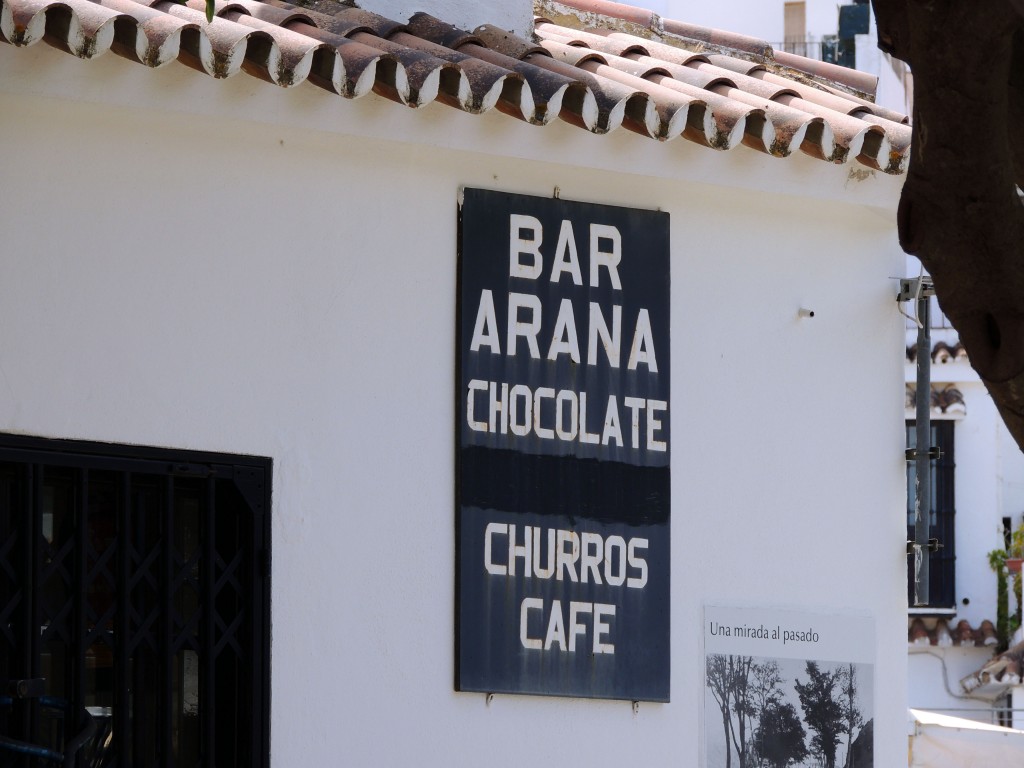 BAR
ARANA
CHOCOLATE
CHURROS
CAFE
Una mirada al pasado